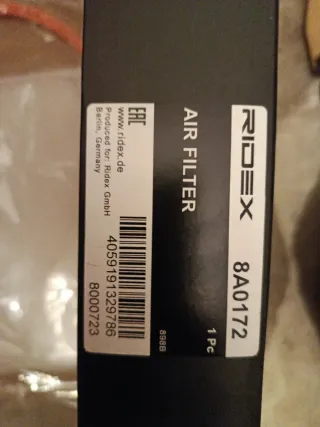 RIDEX 8A0172
AIR FILTER 1 Pc
898B
EAC
www.ridex.de
Produced for: Ridex GmbH
Berlin, Germany
4059191329786
8000723